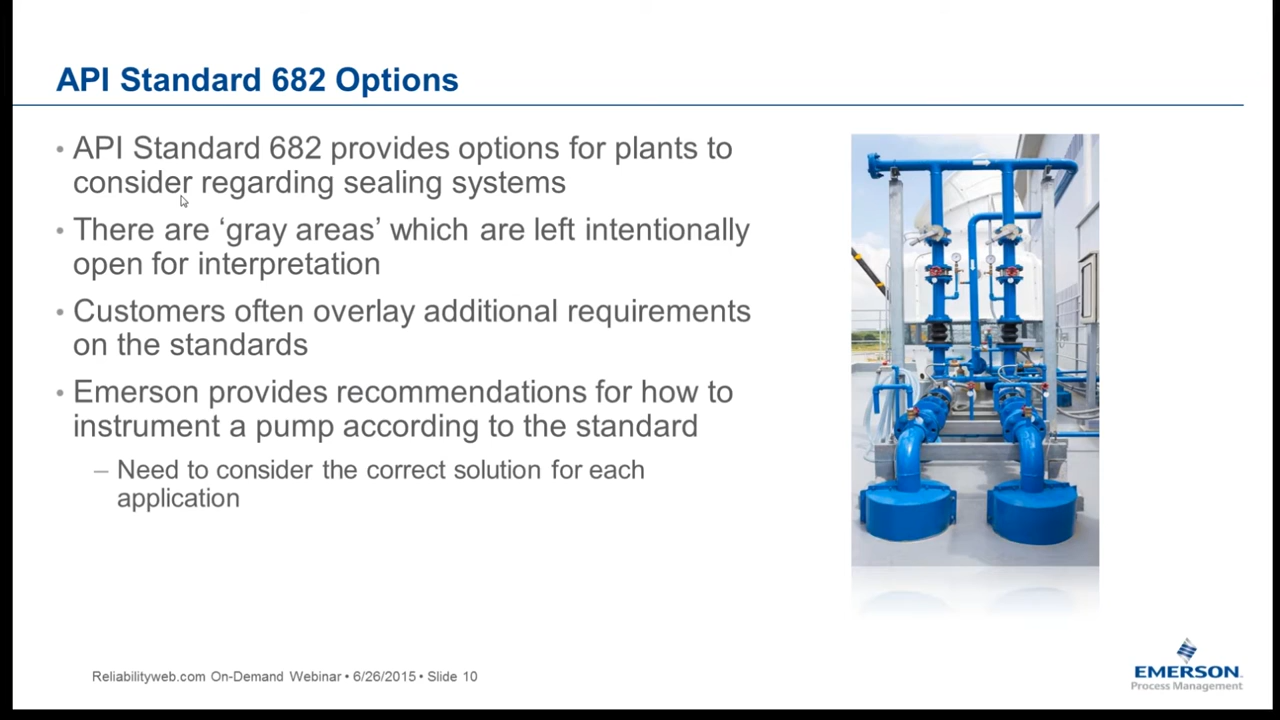 API Standard 682 Options
• API Standard 682 provides options for plants to
consider regarding sealing systems
• There are ‘gray areas’ which are left intentionally
open for interpretation
• Customers often overlay additional requirements
on the standards
• Emerson provides recommendations for how to
instrument a pump according to the standard
– Need to consider the correct solution for each
application
Reliabilityweb.com On-Demand Webinar • 6/26/2015 • Slide 10
EMERSON.
Process Management